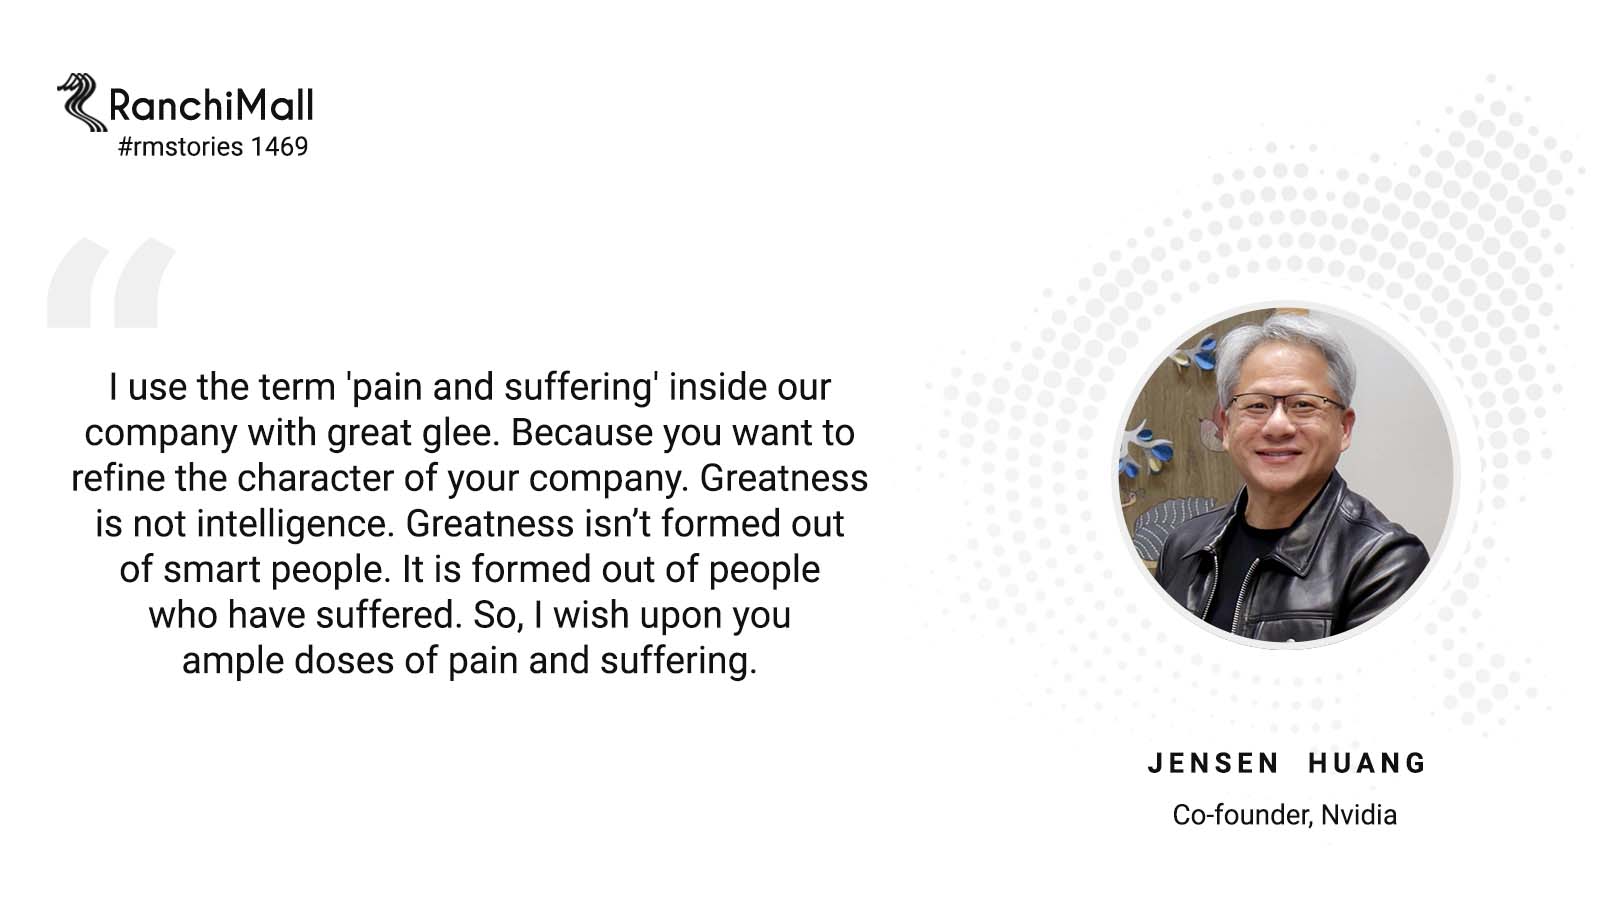 RanchiMall
#rmstories 1469
“
I use the term 'pain and suffering' inside our
company with great glee. Because you want to
refine the character of your company. Greatness
is not intelligence. Greatness isn’t formed out
of smart people. It is formed out of people
who have suffered. So, I wish upon you
ample doses of pain and suffering.
JENSEN HUANG
Co-founder, Nvidia